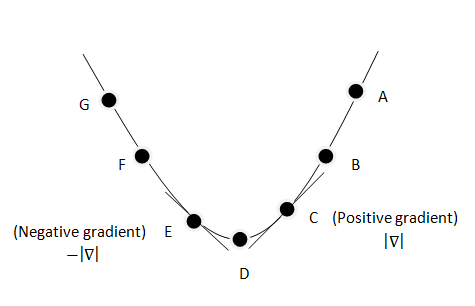 G
A
F
B
(Negative gradient) E
−|∇|
C (Positive gradient)
|∇|
D